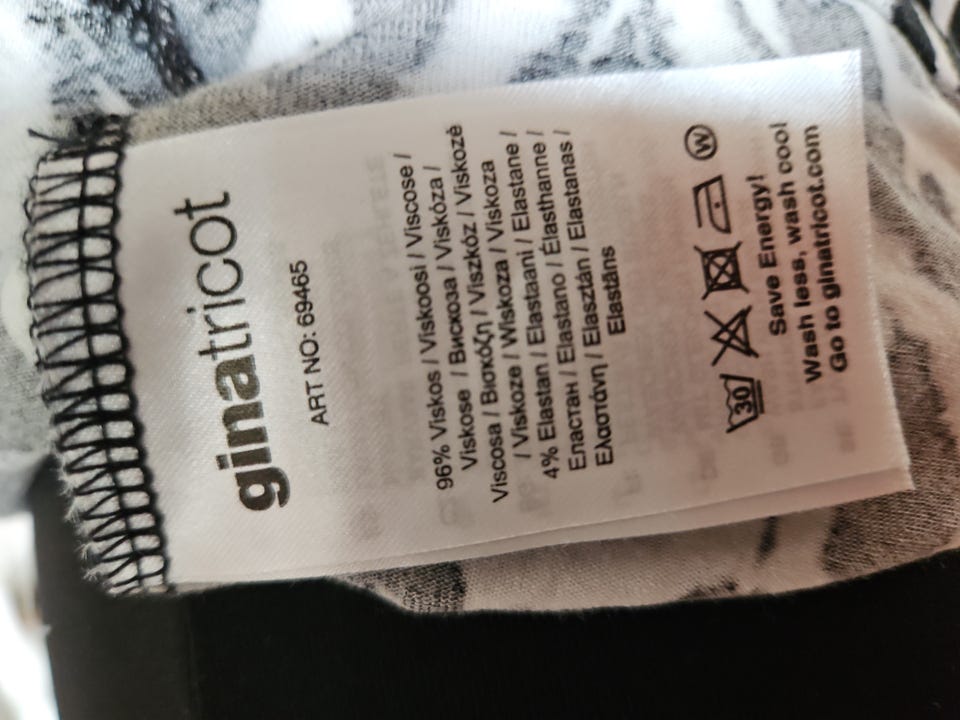 ginatricot
ART NO: 69465
96% Viskos / Viskoosi / Viscose /
Viskose / Вискоза / Viskóza /
Viscosa / Βισκόζη / Viszkóz / Viskozė
/ Viskoze / Wiskoza / Viskoza
4% Elastan / Elastaani / Elastane /
Еластан / Elastano / Élasthanne /
Ελαστάνη / Elasztán / Elastanas /
Elastāns
30 W
Save Energy!
Wash less, wash cool
Go to ginatricot.com